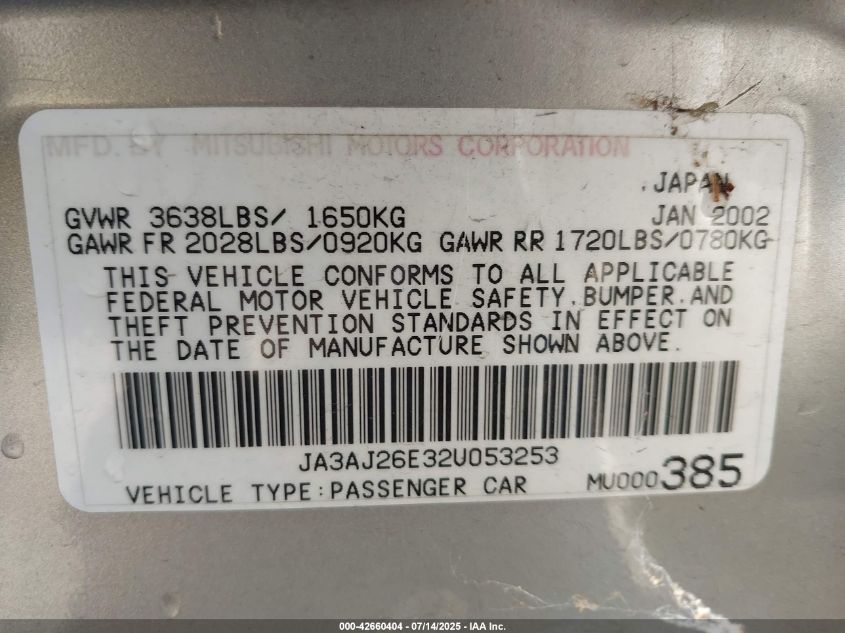 MFD. BY MITSUBISHI MOTORS CORPORATION
JAPAN
GVWR 3638LBS/ 1650KG JAN 2002
GAWR FR 2028LBS/0920KG GAWR RR 1720LBS/0780KG
THIS VEHICLE CONFORMS TO ALL APPLICABLE
FEDERAL MOTOR VEHICLE SAFETY, BUMPER, AND
THEFT PREVENTION STANDARDS IN EFFECT ON
THE DATE OF MANUFACTURE SHOWN ABOVE.
JA3AJ26E32U053253
VEHICLE TYPE:PASSENGER CAR MU000385
000-42660404 - 07/14/2025 - IAA Inc.